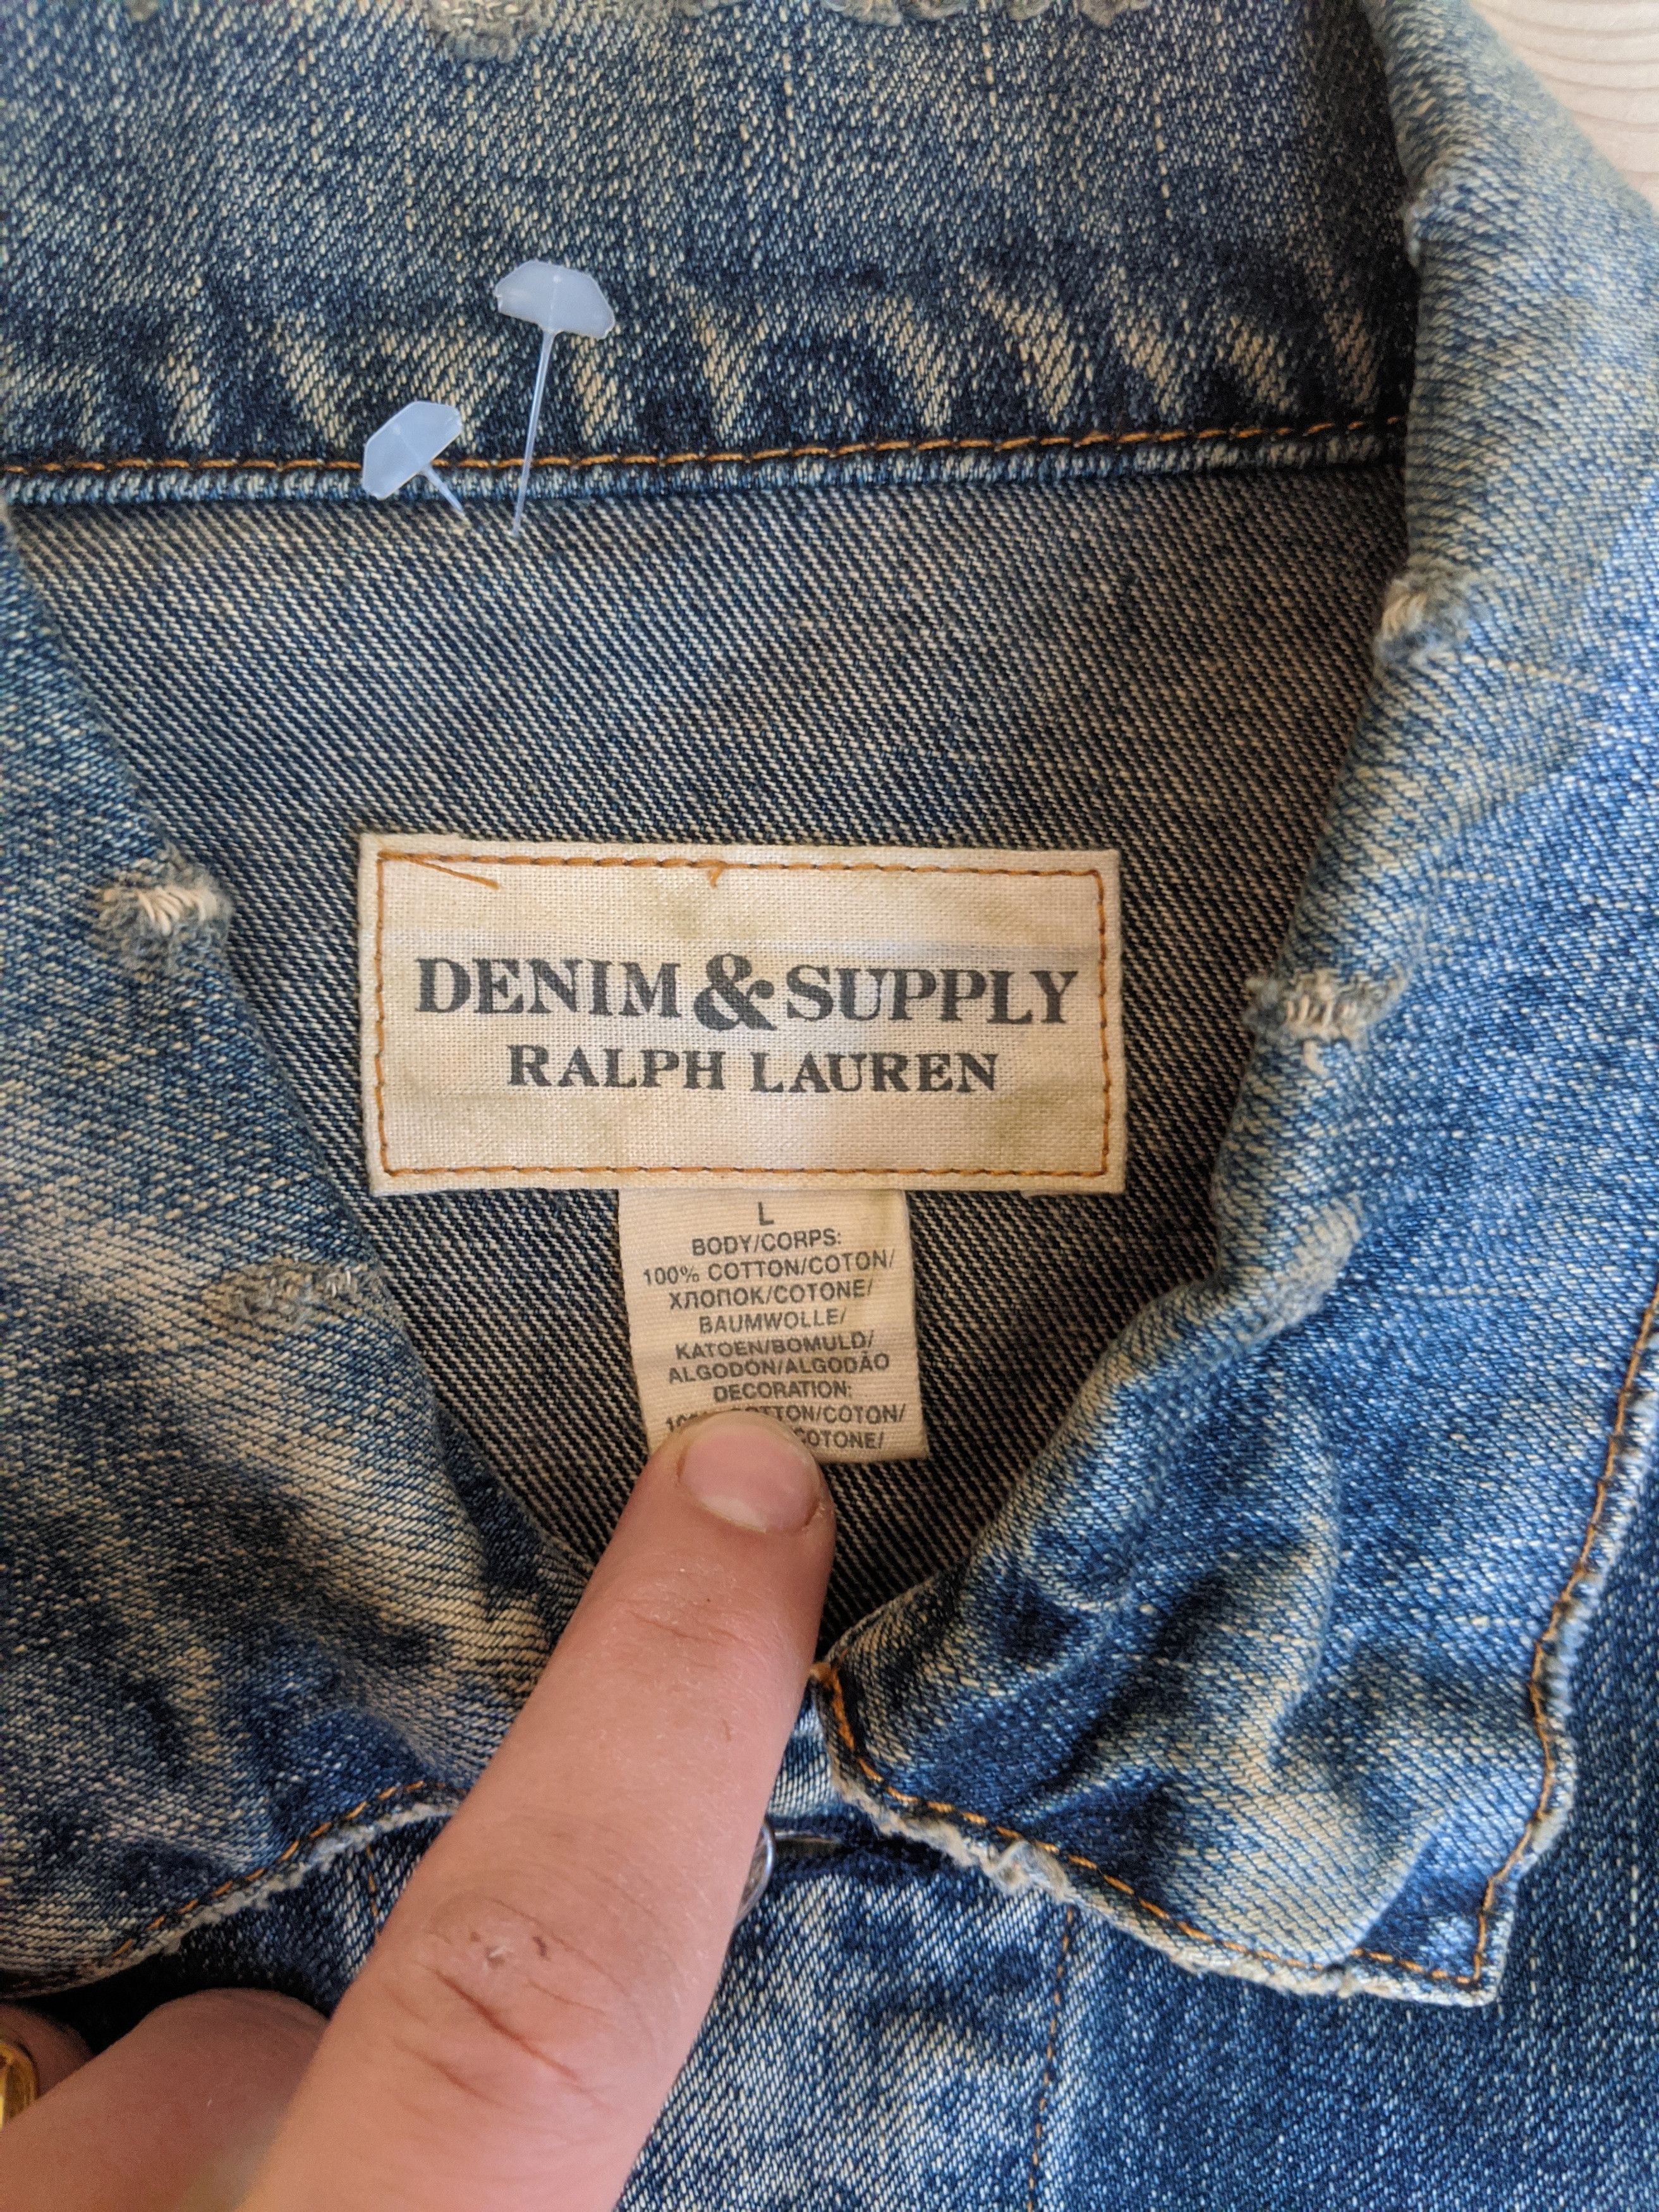 DENIM & SUPPLY
RALPH LAUREN
L
BODY/CORPS:
100% COTTON/COTON/
ХЛОПОК/COTONE/
BAUMWOLLE/
KATOEN/BOMULD/
ALGODÓN/ALGODÃO
DECORATION:
COTTON/COTON/
COTONE/